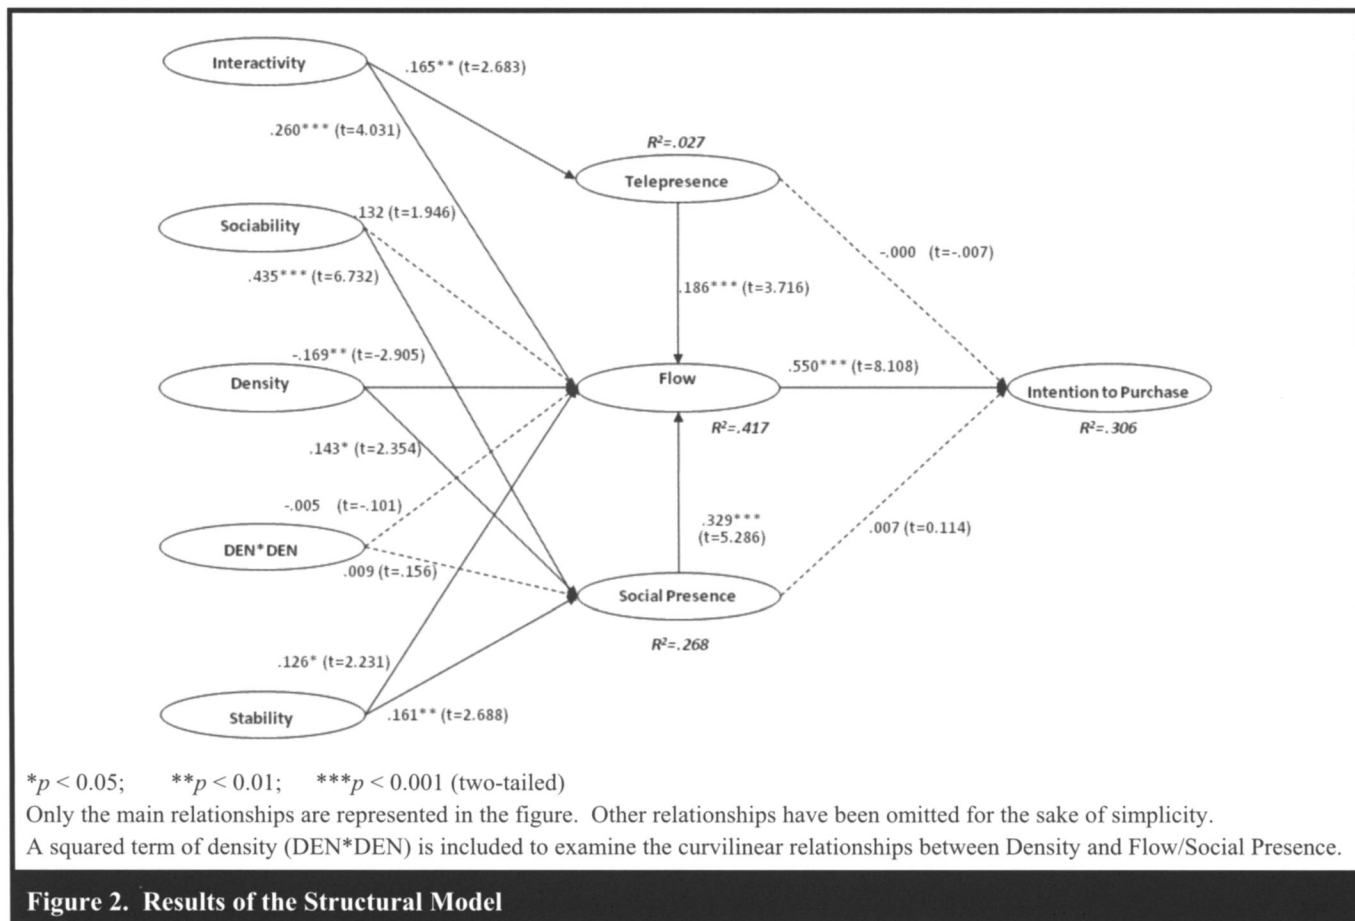 Interactivity
.165** (t=2.683)
.260*** (t=4.031)
R²=.027
Telepresence
Sociability
.132 (t=1.946)
-.000 (t=-.007)
.435*** (t=6.732)
.186*** (t=3.716)
-.169** (t=-2.905)
Density
Flow
.550*** (t=8.108)
Intention to Purchase
R²=.417
R²=.306
.143* (t=2.354)
-.005 (t=-.101)
.329***
(t=5.286)
.007 (t=0.114)
DEN*DEN
.009 (t=.156)
Social Presence
R²=.268
.126* (t=2.231)
Stability
.161** (t=2.688)
*p < 0.05; **p < 0.01; ***p < 0.001 (two-tailed)
Only the main relationships are represented in the figure. Other relationships have been omitted for the sake of simplicity.
A squared term of density (DEN*DEN) is included to examine the curvilinear relationships between Density and Flow/Social Presence.
Figure 2. Results of the Structural Model